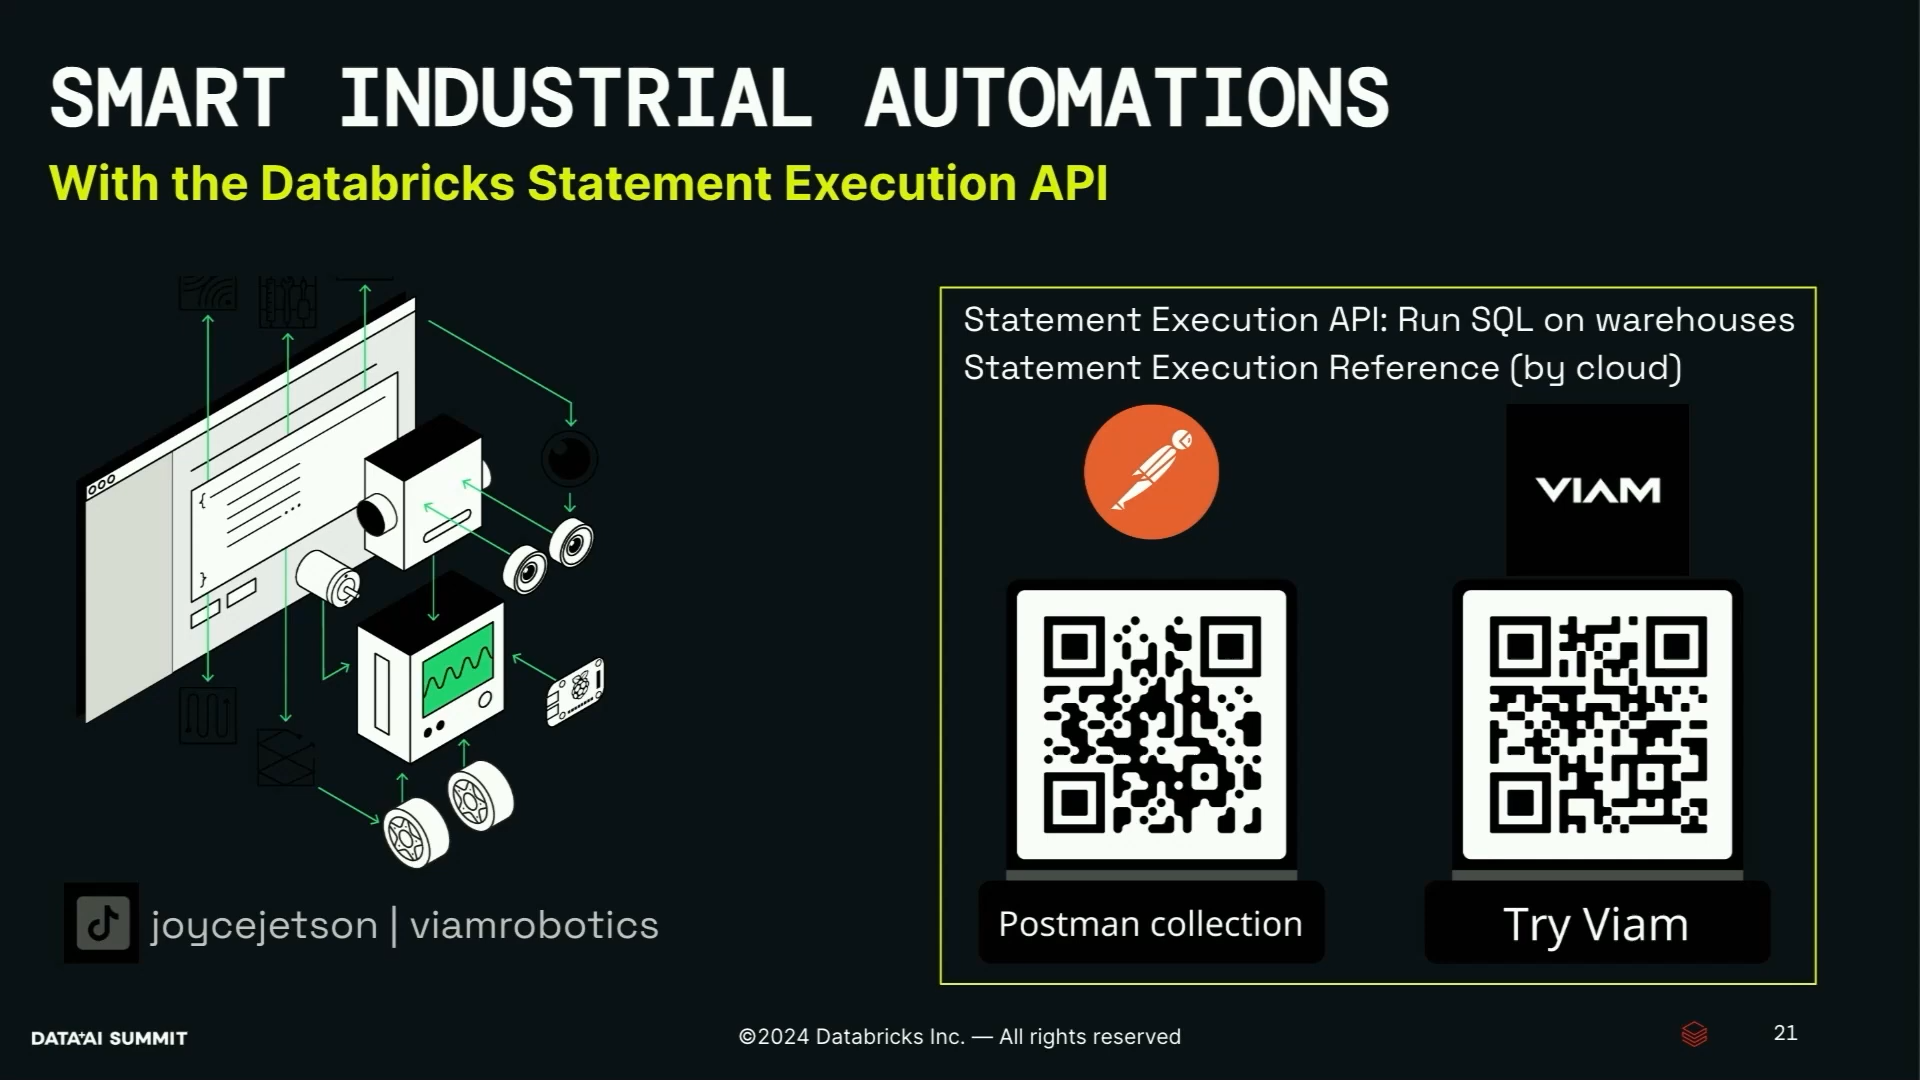 SMART INDUSTRIAL AUTOMATIONS
With the Databricks Statement Execution API
{
}
Statement Execution API: Run SQL on warehouses
Statement Execution Reference (by cloud)
VIAM
Postman collection
Try Viam
joycejetson | viamrobotics
DATA+AI SUMMIT
©2024 Databricks Inc. — All rights reserved
21